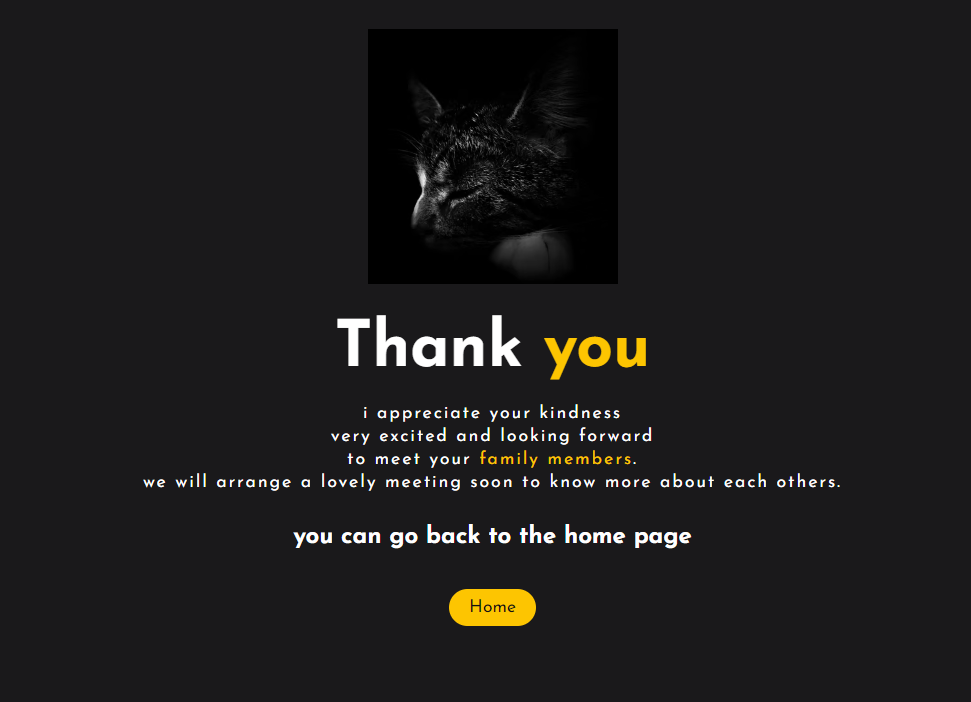 Thank you
i appreciate your kindness
very excited and looking forward
to meet your family members.
we will arrange a lovely meeting soon to know more about each others.
you can go back to the home page
Home